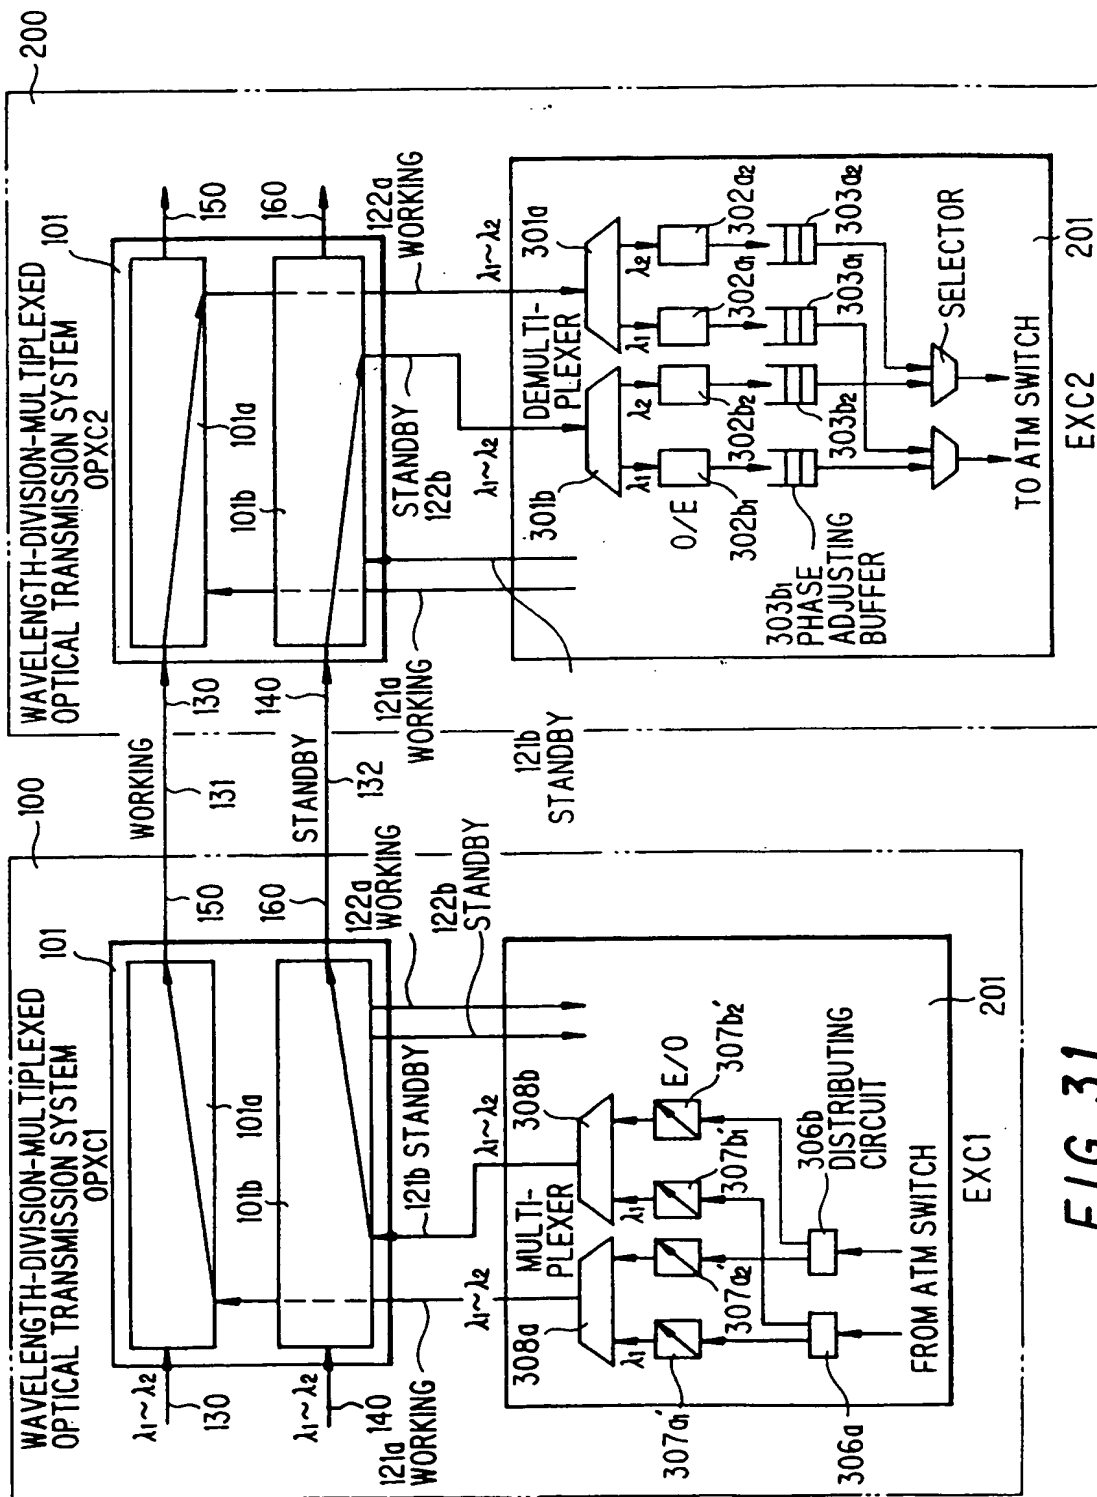 WAVELENGTH-DIVISION-MULTIPLEXED
OPTICAL TRANSMISSION SYSTEM
OPXC1
100
101
101a
101b
λ1~λ2
130
λ1~λ2
140
121a
WORKING
150
160
122a
WORKING
122b
STANDBY
121b STANDBY
λ1~λ2
λ1~λ2
MULTI-
PLEXER
308a
308b
λ1
λ1
E/O
307a1'
307a2'
307b1'
307b2'
306a
306b
DISTRIBUTING
CIRCUIT
FROM ATM SWITCH
201
EXC1
WORKING
131
STANDBY
132
WAVELENGTH-DIVISION-MULTIPLEXED
OPTICAL TRANSMISSION SYSTEM
OPXC2
200
101
101a
101b
130
140
121a
WORKING
121b
STANDBY
150
160
122a
WORKING
STANDBY
122b
λ1~λ2
λ1~λ2
DEMULTI-
PLEXER
301a
301b
λ1
λ2
λ1
λ2
O/E
302b1
302b2
302a1
302a2
303b1
PHASE
ADJUSTING
BUFFER
303b2
303a1
303a2
SELECTOR
TO ATM SWITCH
201
EXC2
FIG. 31